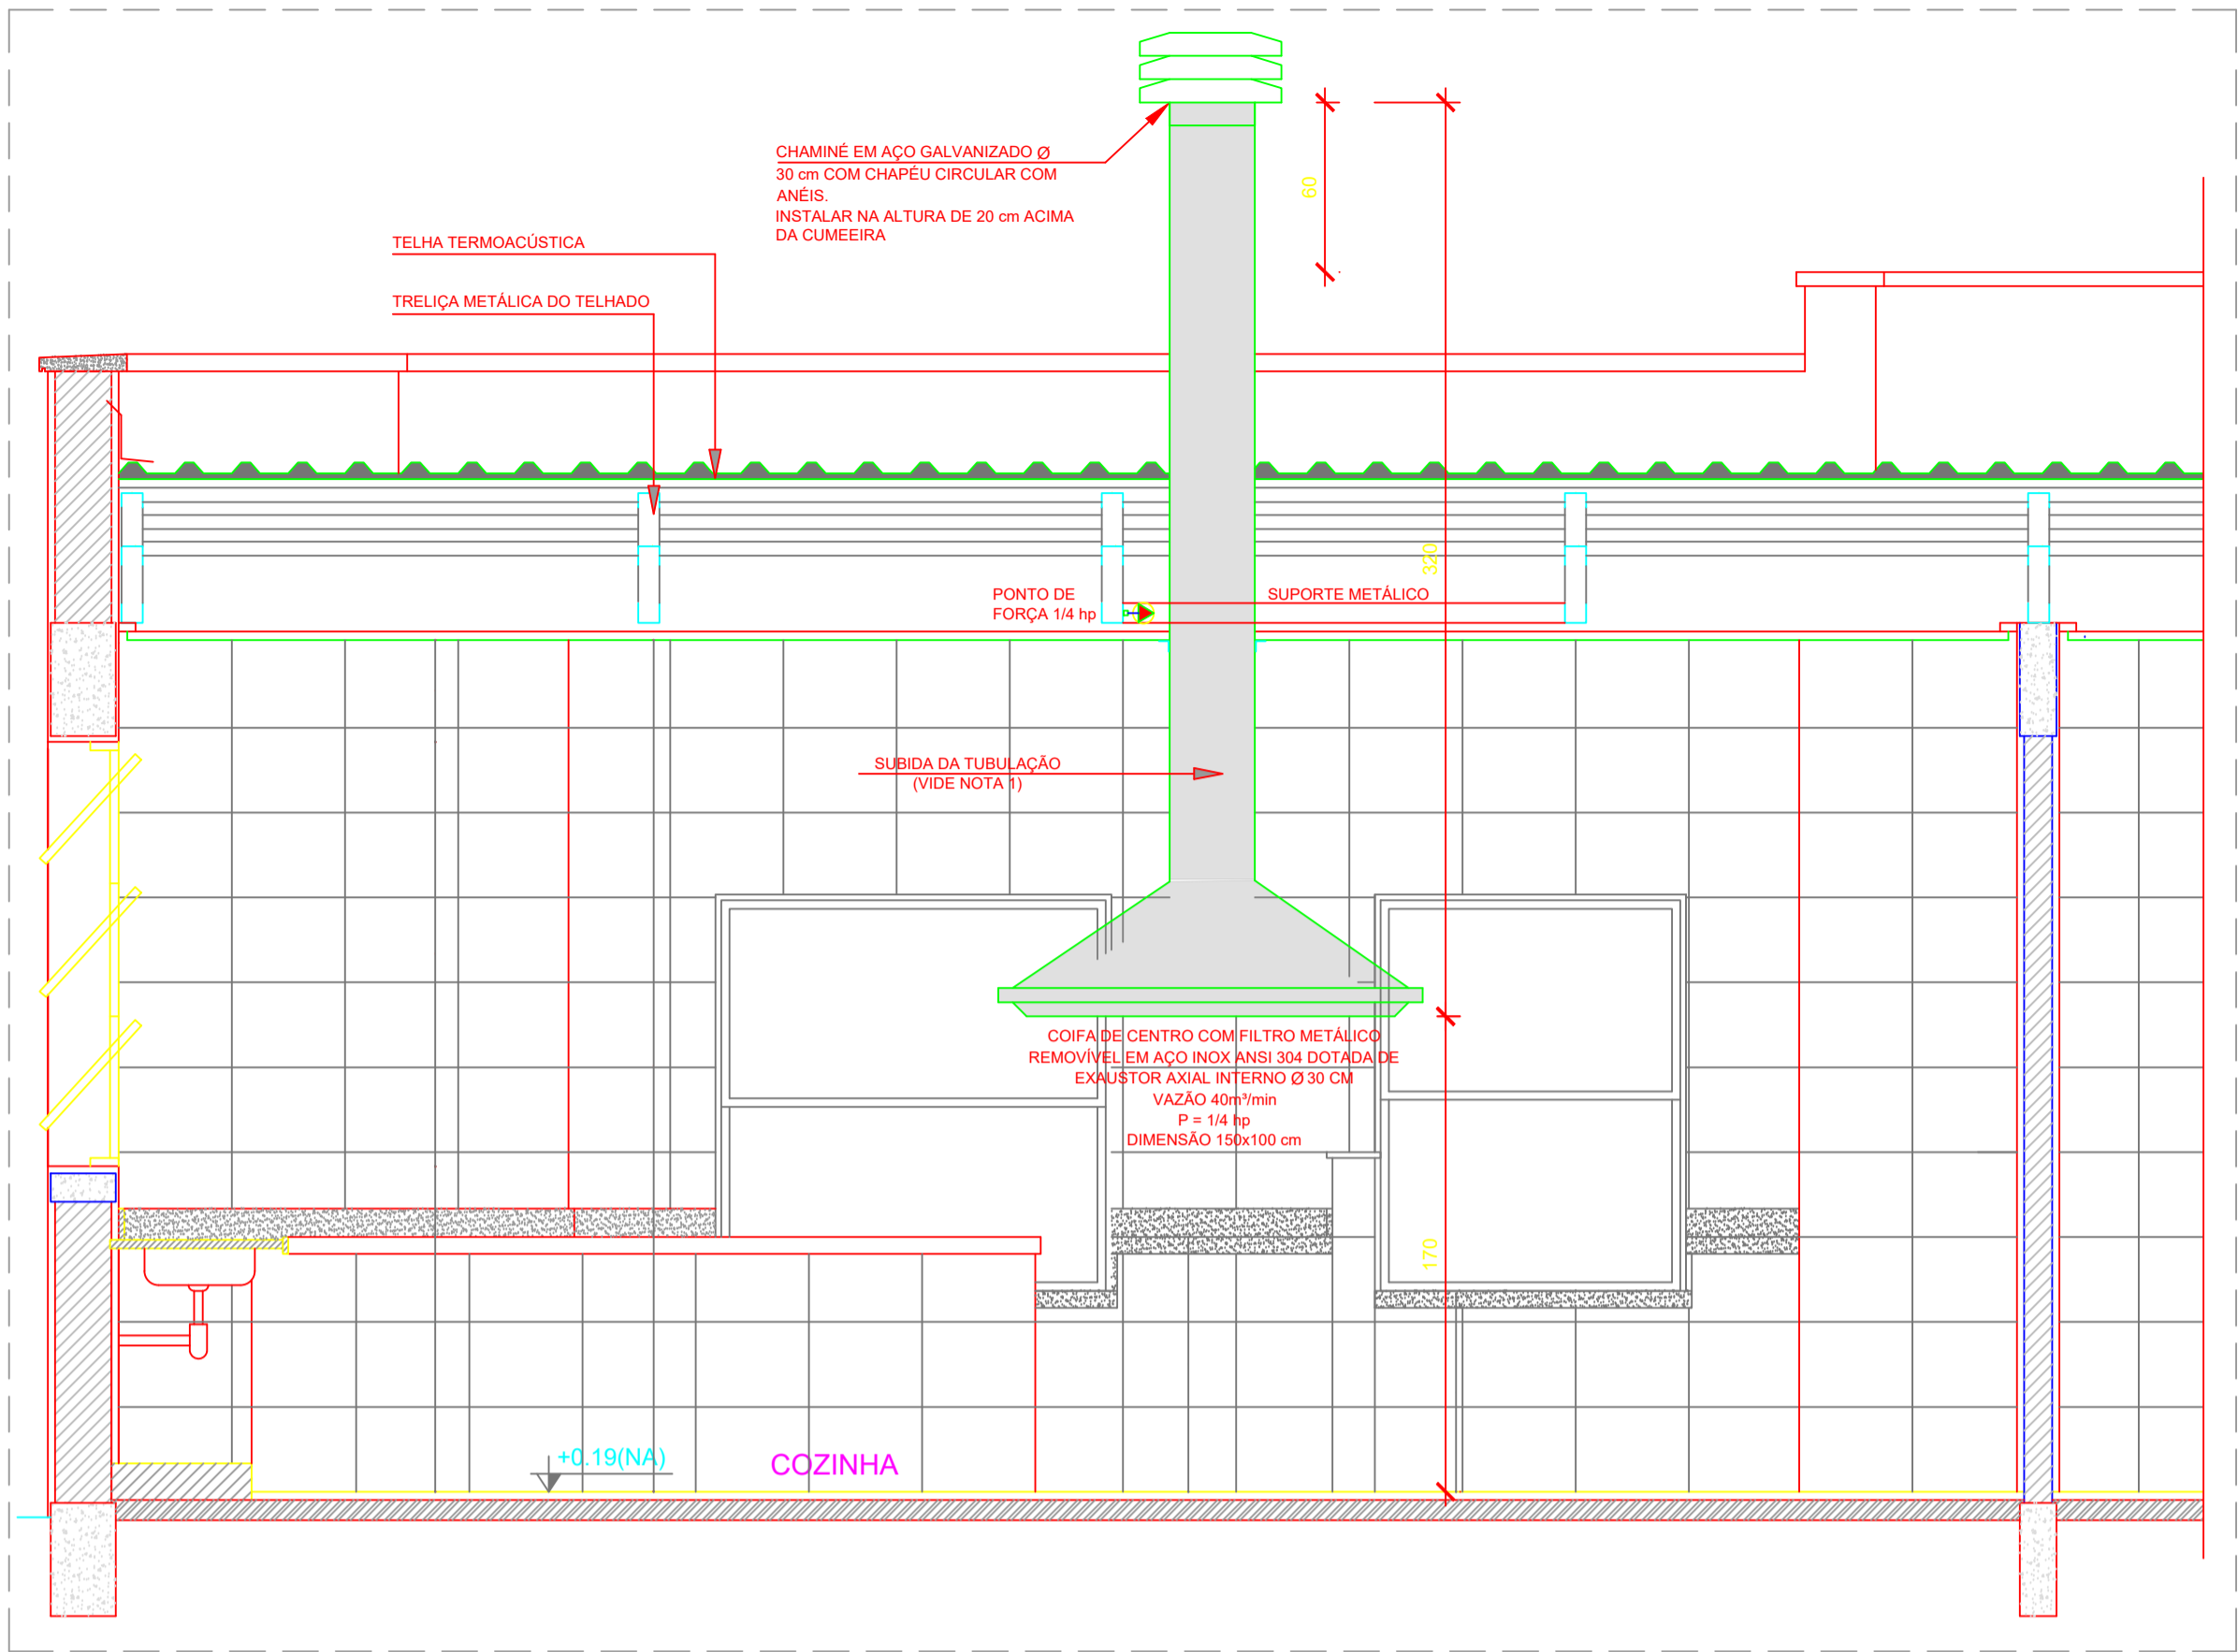 CHAMINÉ EM AÇO GALVANIZADO Ø
30 cm COM CHAPÉU CIRCULAR COM
ANÉIS.
INSTALAR NA ALTURA DE 20 cm ACIMA
DA CUMEEIRA
60
TELHA TERMOACÚSTICA
TRELIÇA METÁLICA DO TELHADO
320
PONTO DE
FORÇA 1/4 hp
SUPORTE METÁLICO
SUBIDA DA TUBULAÇÃO
(VIDE NOTA 1)
COIFA DE CENTRO COM FILTRO METÁLICO
REMOVÍVEL EM AÇO INOX ANSI 304 DOTADA DE
EXAUSTOR AXIAL INTERNO Ø 30 CM
VAZÃO 40m³/min
P = 1/4 hp
DIMENSÃO 150x100 cm
170
+0.19(NA)
COZINHA